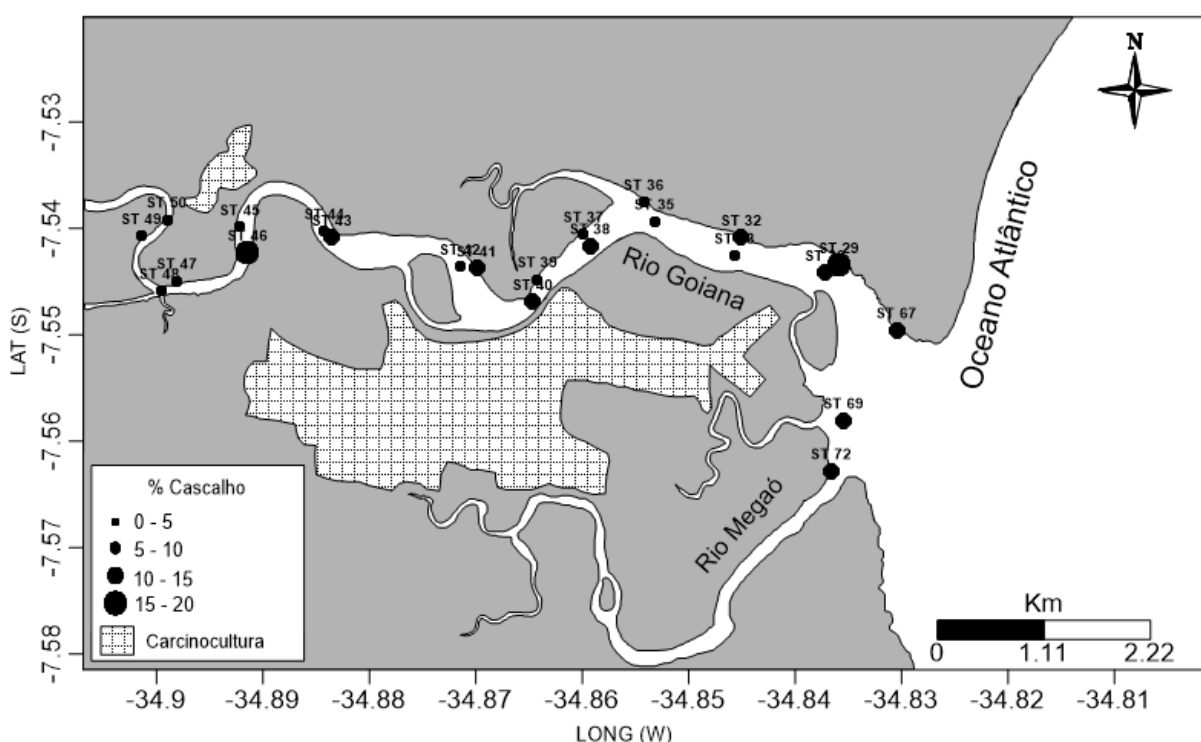 N
-7.53
-7.54
-7.55
-7.56
-7.57
-7.58
LAT (S)
ST 36
ST 35
ST 50
ST 49
ST 45
ST 44
ST 43
ST 37
ST 38
ST 32
ST 46
ST 42
ST 41
ST 29
ST 47
ST 48
ST 39
ST 40
Rio Goiana
ST 67
Oceano Atlântico
ST 69
ST 72
Rio Megaó
% Cascalho
0 - 5
5 - 10
10 - 15
15 - 20
Carcinocultura
Km
0 1.11 2.22
-34.9 -34.89 -34.88 -34.87 -34.86 -34.85 -34.84 -34.83 -34.82 -34.81
LONG (W)